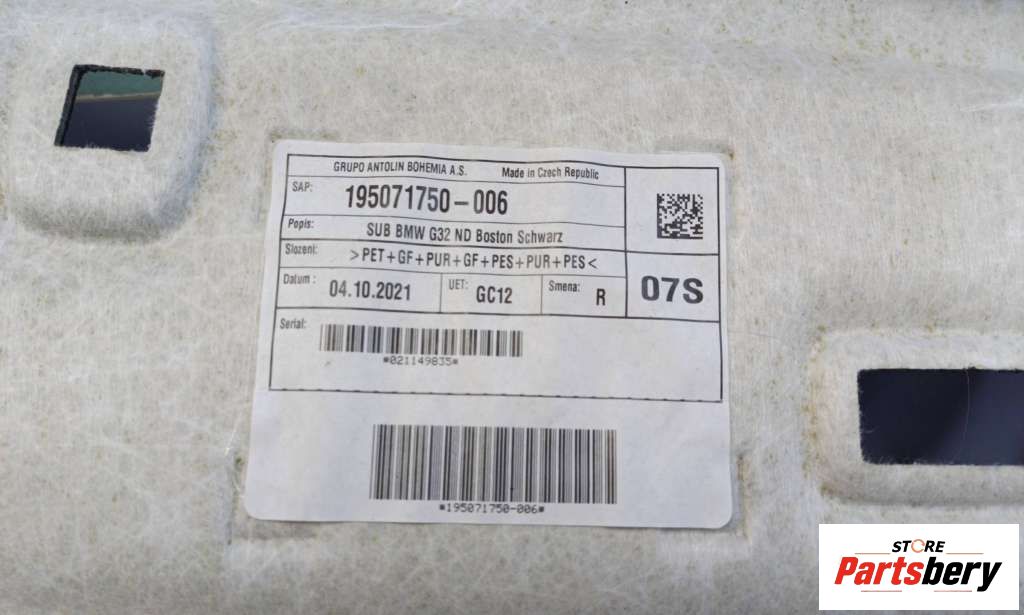 GRUPO ANTOLIN BOHEMIA A.S. Made in Czech Republic
SAP: 195071750-006
Popis: SUB BMW G32 ND Boston Schwarz
Slozeni: >PET+GF+PUR+GF+PES+PUR+PES<
Datum: 04.10.2021 UET: GC12 Smena: R 07S
Serial:
*021149835*
*195071750-006*
STORE
Partsbery